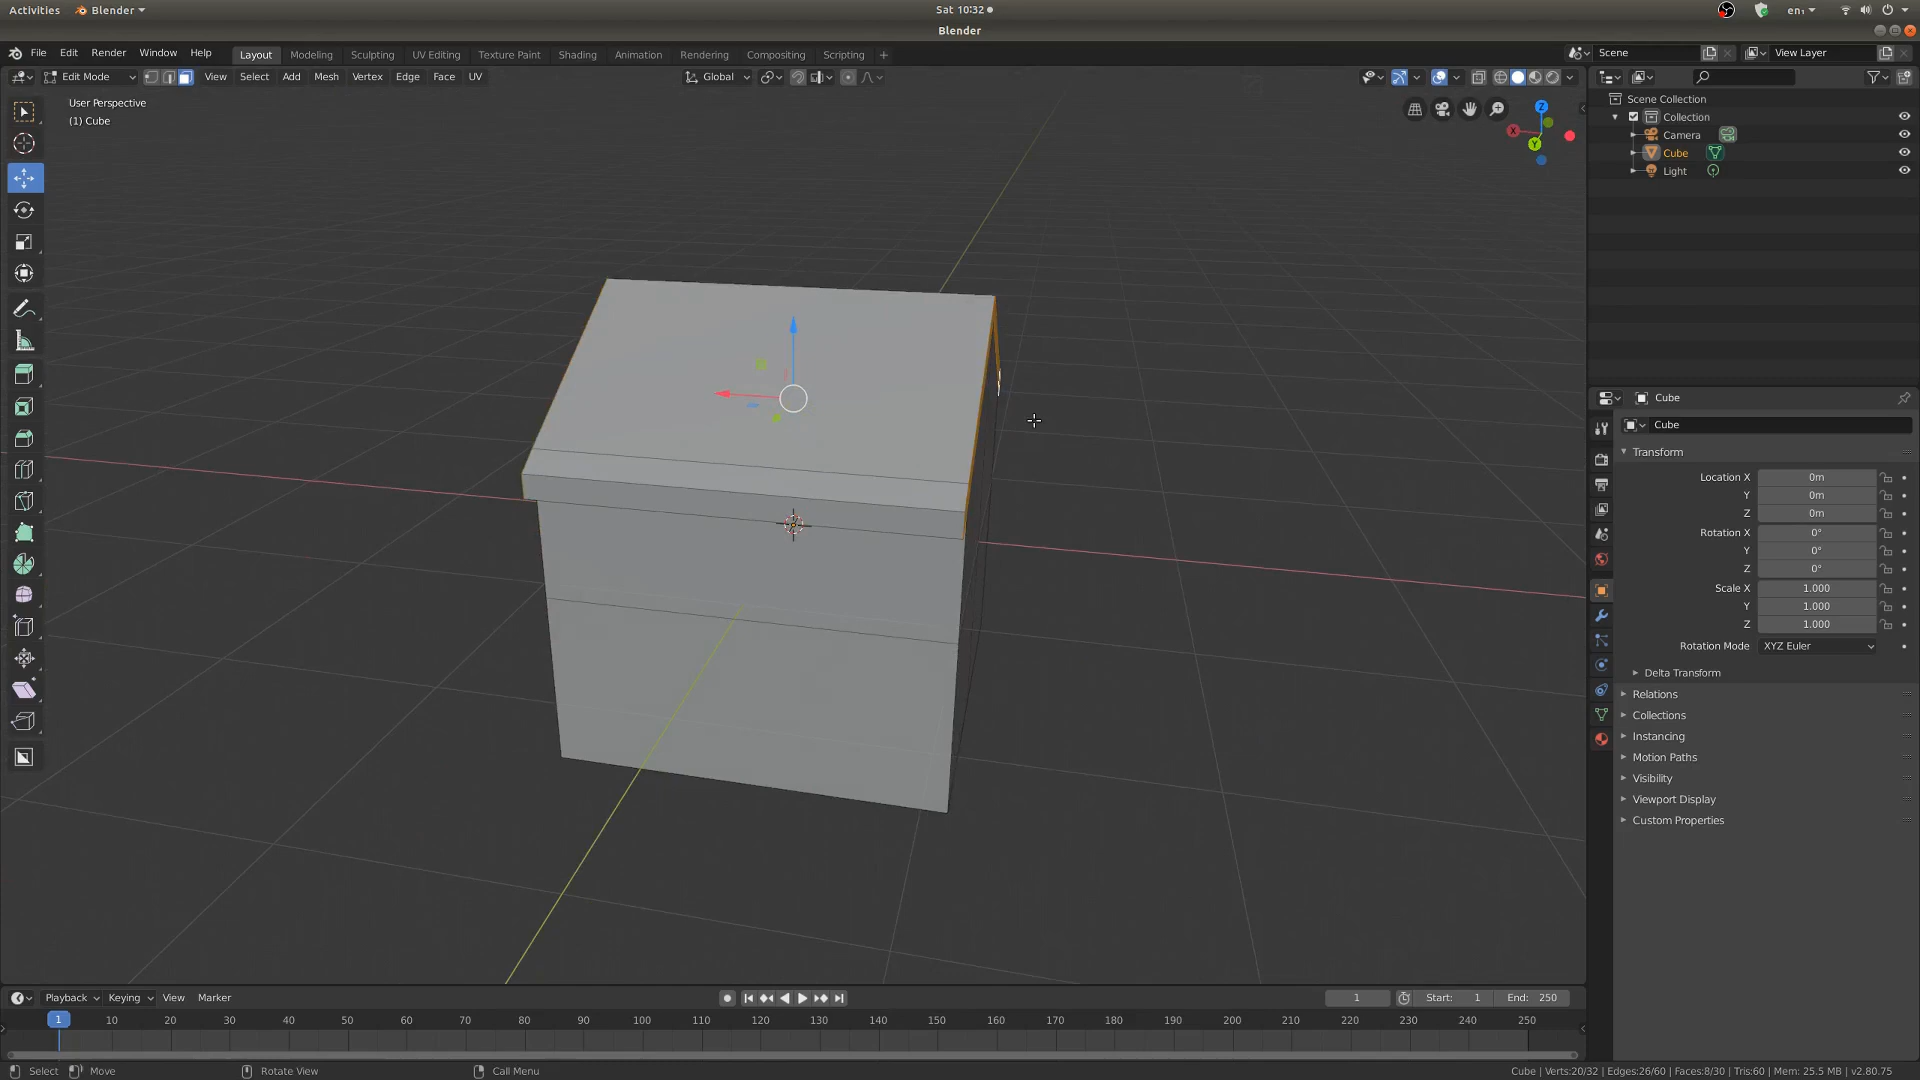 Activities Blender Sat 10:32 en₁
Blender
File Edit Render Window Help Layout Modeling Sculpting UV Editing Texture Paint Shading Animation Rendering Compositing Scripting + Scene View Layer
Edit Mode View Select Add Mesh Vertex Edge Face UV Global
User Perspective
(1) Cube
Z
X
Y
Scene Collection
Collection
Camera
Cube
Light
Cube
Cube
Transform
Location X 0m
Y 0m
Z 0m
Rotation X 0°
Y 0°
Z 0°
Scale X 1.000
Y 1.000
Z 1.000
Rotation Mode XYZ Euler
Delta Transform
Relations
Collections
Instancing
Motion Paths
Visibility
Viewport Display
Custom Properties
Playback Keying View Marker 1 Start: 1 End: 250
1 10 20 30 40 50 60 70 80 90 100 110 120 130 140 150 160 170 180 190 200 210 220 230 240 250
Select Move Rotate View Call Menu Cube | Verts:20/32 | Edges:26/60 | Faces:8/30 | Tris:60 | Mem: 25.5 MB | v2.80.75